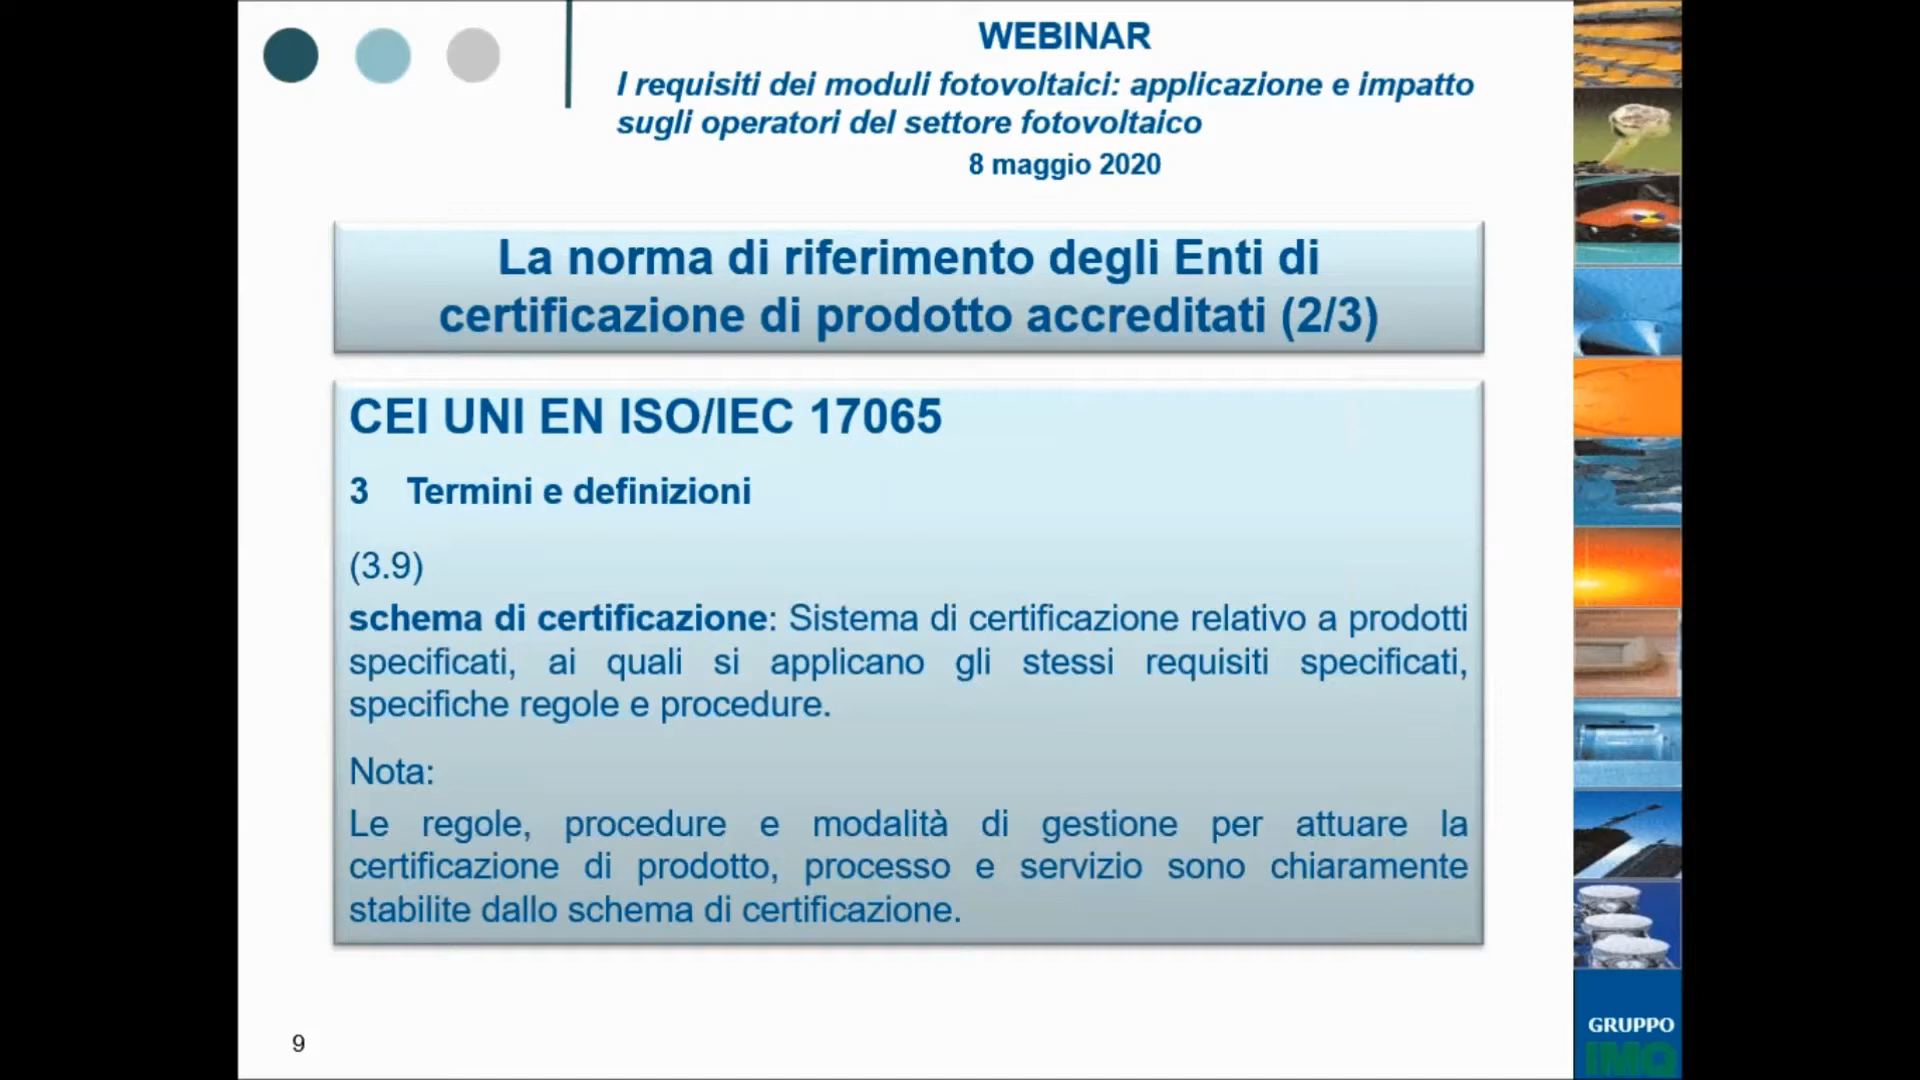 WEBINAR
I requisiti dei moduli fotovoltaici: applicazione e impatto
sugli operatori del settore fotovoltaico
8 maggio 2020
La norma di riferimento degli Enti di
certificazione di prodotto accreditati (2/3)
CEI UNI EN ISO/IEC 17065
3 Termini e definizioni
(3.9)
schema di certificazione: Sistema di certificazione relativo a prodotti
specificati, ai quali si applicano gli stessi requisiti specificati,
specifiche regole e procedure.
Nota:
Le regole, procedure e modalità di gestione per attuare la
certificazione di prodotto, processo e servizio sono chiaramente
stabilite dallo schema di certificazione.
9
GRUPPO
IMQ